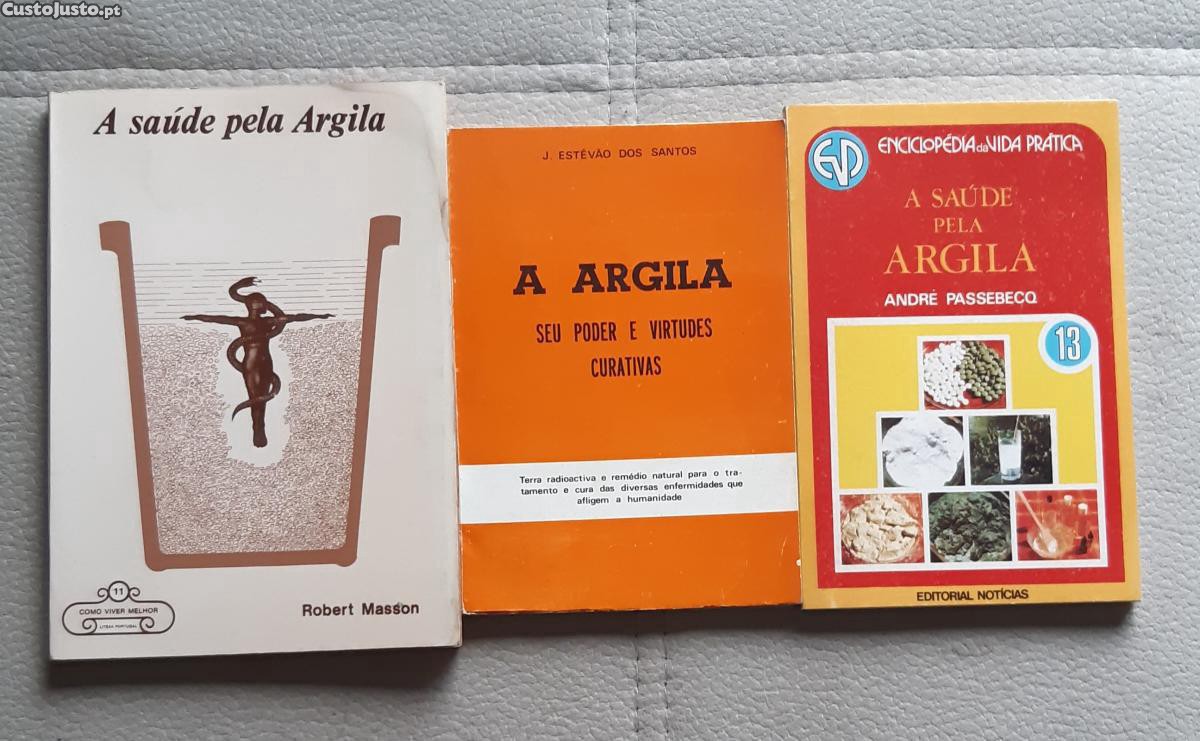 CustoJusto.pt
A saúde pela Argila
11
COMO VIVER MELHOR
LITEXA PORTUGAL
Robert Masson
J. ESTÊVÃO DOS SANTOS
A ARGILA
SEU PODER E VIRTUDES
CURATIVAS
Terra radioactiva e remédio natural para o tra-
tamento e cura das diversas enfermidades que
afligem a humanidade
EVP
ENCICLOPÉDIA da VIDA PRÁTICA
A SAÚDE
PELA
ARGILA
ANDRÉ PASSEBECQ
13
EDITORIAL NOTÍCIAS